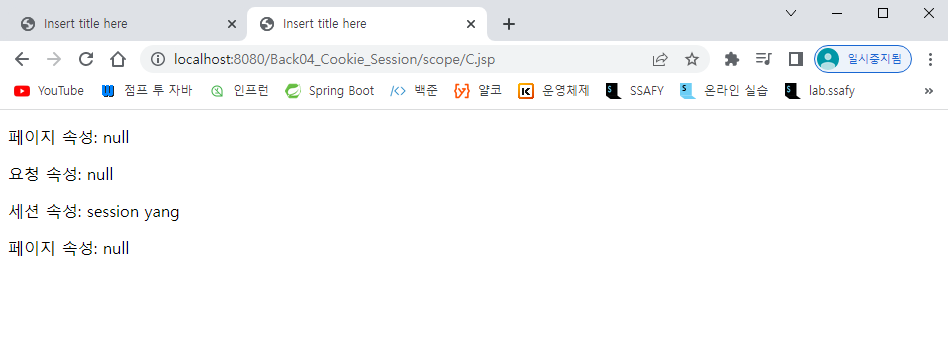 Insert title here
Insert title here
localhost:8080/Back04_Cookie_Session/scope/C.jsp
일시중지됨
YouTube 점프 투 자바 인프런 Spring Boot 백준 얄코 운영체제 SSAFY 온라인 실습 lab.ssafy
페이지 속성: null
요청 속성: null
세션 속성: session yang
페이지 속성: null